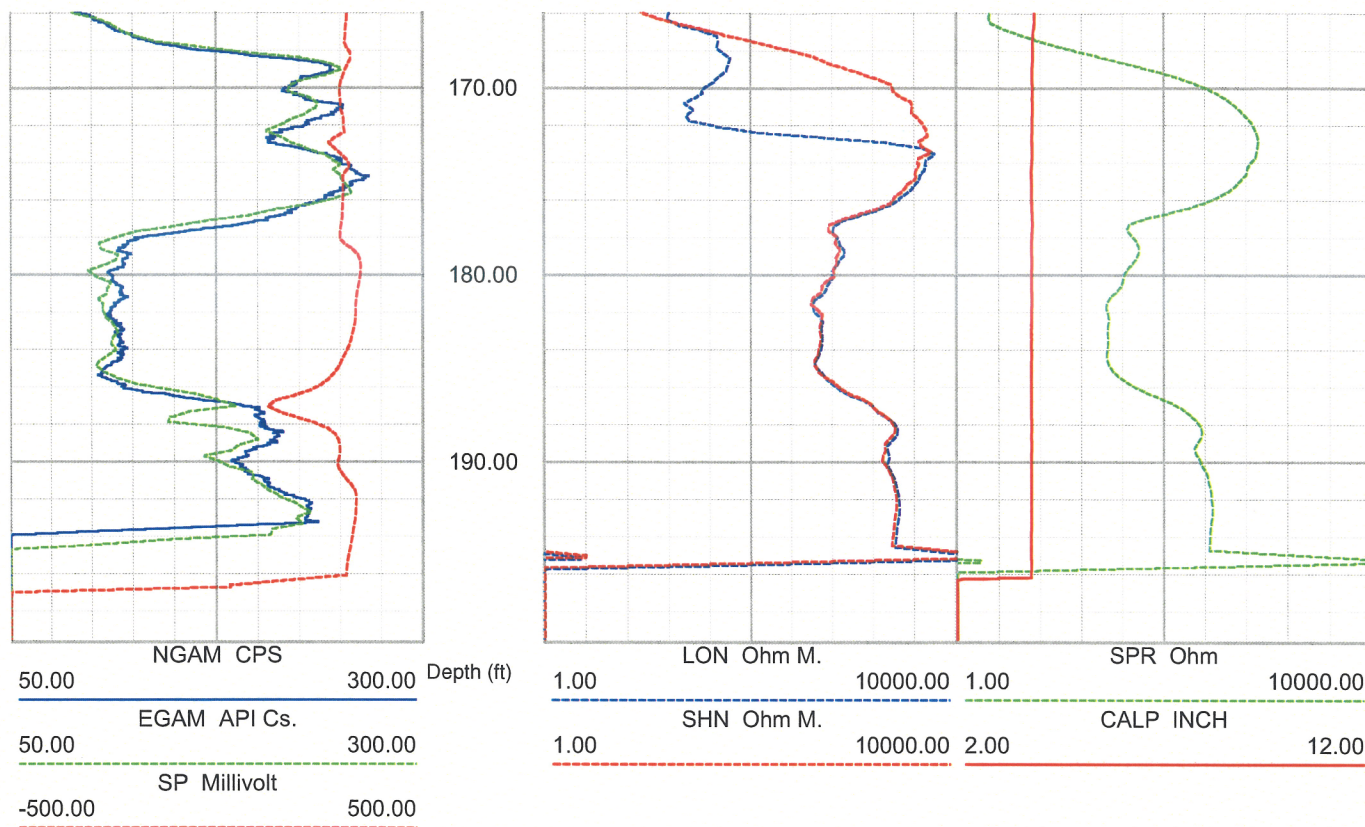 170.00
180.00
190.00
NGAM CPS
50.00 300.00
EGAM API Cs.
50.00 300.00
SP Millivolt
-500.00 500.00
Depth (ft)
LON Ohm M.
1.00 10000.00
SHN Ohm M.
1.00 10000.00
SPR Ohm
1.00 10000.00
CALP INCH
2.00 12.00